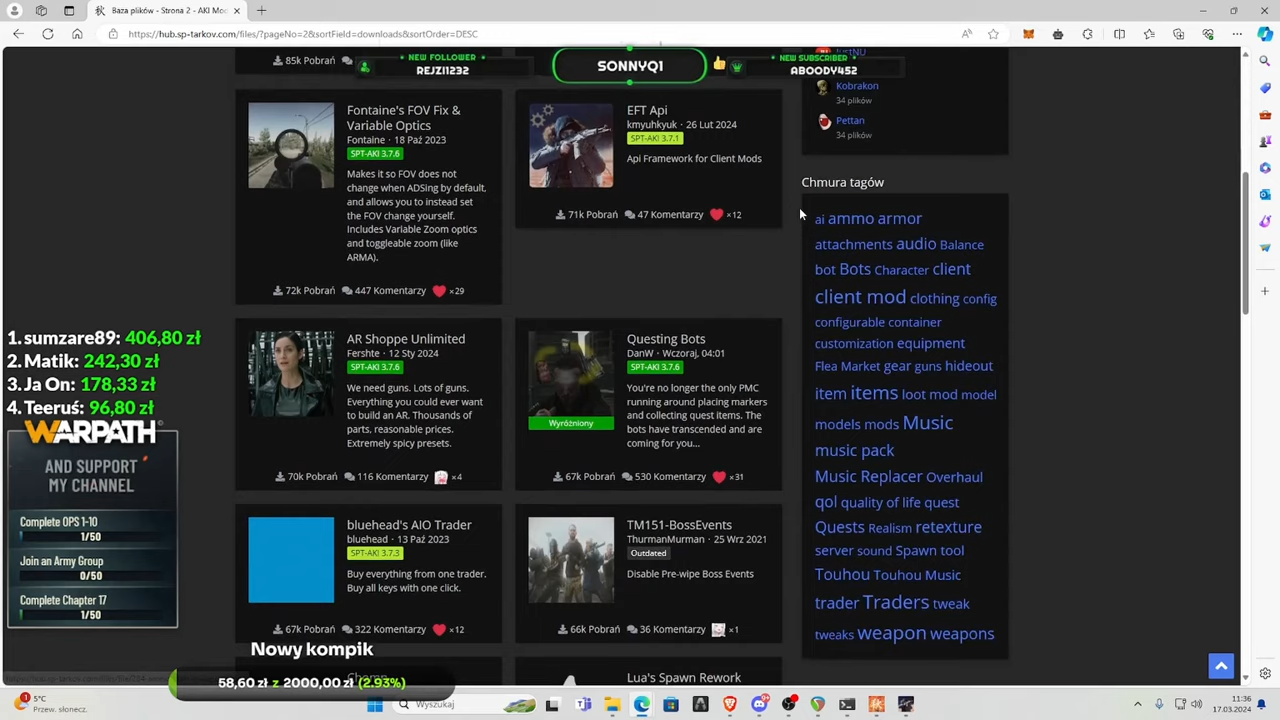 Baza plików - Strona 2 - AKI Mod
https://hub.sp-tarkov.com/files/?pageNo=2&sortField=downloads&sortOrder=DESC
85k Pobrań
NEW FOLLOWER
REJZI1232
SONNYQ1
NEW SUBSCRIBER
ABOODY452
Fontaine's FOV Fix &
Variable Optics
Fontaine · 18 Paź 2023
SPT-AKI 3.7.6
Makes it so FOV does not
change when ADSing by default,
and allows you to instead set
the FOV change yourself.
Includes Variable Zoom optics
and toggleable zoom (like
ARMA).
72k Pobrań 447 Komentarzy ×29
EFT Api
kmyuhkyuk · 26 Lut 2024
SPT-AKI 3.7.1
Api Framework for Client Mods
71k Pobrań 47 Komentarzy ×12
AR Shoppe Unlimited
Fershte · 12 Sty 2024
SPT-AKI 3.7.6
We need guns. Lots of guns.
Everything you could ever want
to build an AR. Thousands of
parts, reasonable prices.
Extremely spicy presets.
70k Pobrań 116 Komentarzy ×4
Questing Bots
DanW · Wczoraj, 04:01
SPT-AKI 3.7.6
Wyróżniony
You're no longer the only PMC
running around placing markers
and collecting quest items. The
bots have transcended and are
coming for you...
67k Pobrań 530 Komentarzy ×31
bluehead's AIO Trader
bluehead · 13 Paź 2023
SPT-AKI 3.7.3
Buy everything from one trader.
Buy all keys with one click.
67k Pobrań 322 Komentarzy ×12
TM151-BossEvents
ThurmanMurman · 25 Wrz 2021
Outdated
Disable Pre-wipe Boss Events
66k Pobrań 36 Komentarzy ×1
Lua's Spawn Rework
Kobrakon
34 plików
Pettan
34 plików
Chmura tagów
ai ammo armor
attachments audio Balance
bot Bots Character client
client mod clothing config
configurable container
customization equipment
Flea Market gear guns hideout
item items loot mod model
models mods Music
music pack
Music Replacer Overhaul
qol quality of life quest
Quests Realism retexture
server sound Spawn tool
Touhou Touhou Music
trader Traders tweak
tweaks weapon weapons
1. sumzare89: 406,80 zł
2. Matik: 242,30 zł
3. Ja On: 178,33 zł
4. Teeruś: 96,80 zł
WARPATH
AND SUPPORT
MY CHANNEL
Complete OPS 1-10
1/50
Join an Army Group
0/50
Complete Chapter 17
1/50
Nowy kompik
58,60 zł z 2000,00 zł (2.93%)
5°C
Przew. słonecz.
Wyszukaj
11:36
17.03.2024